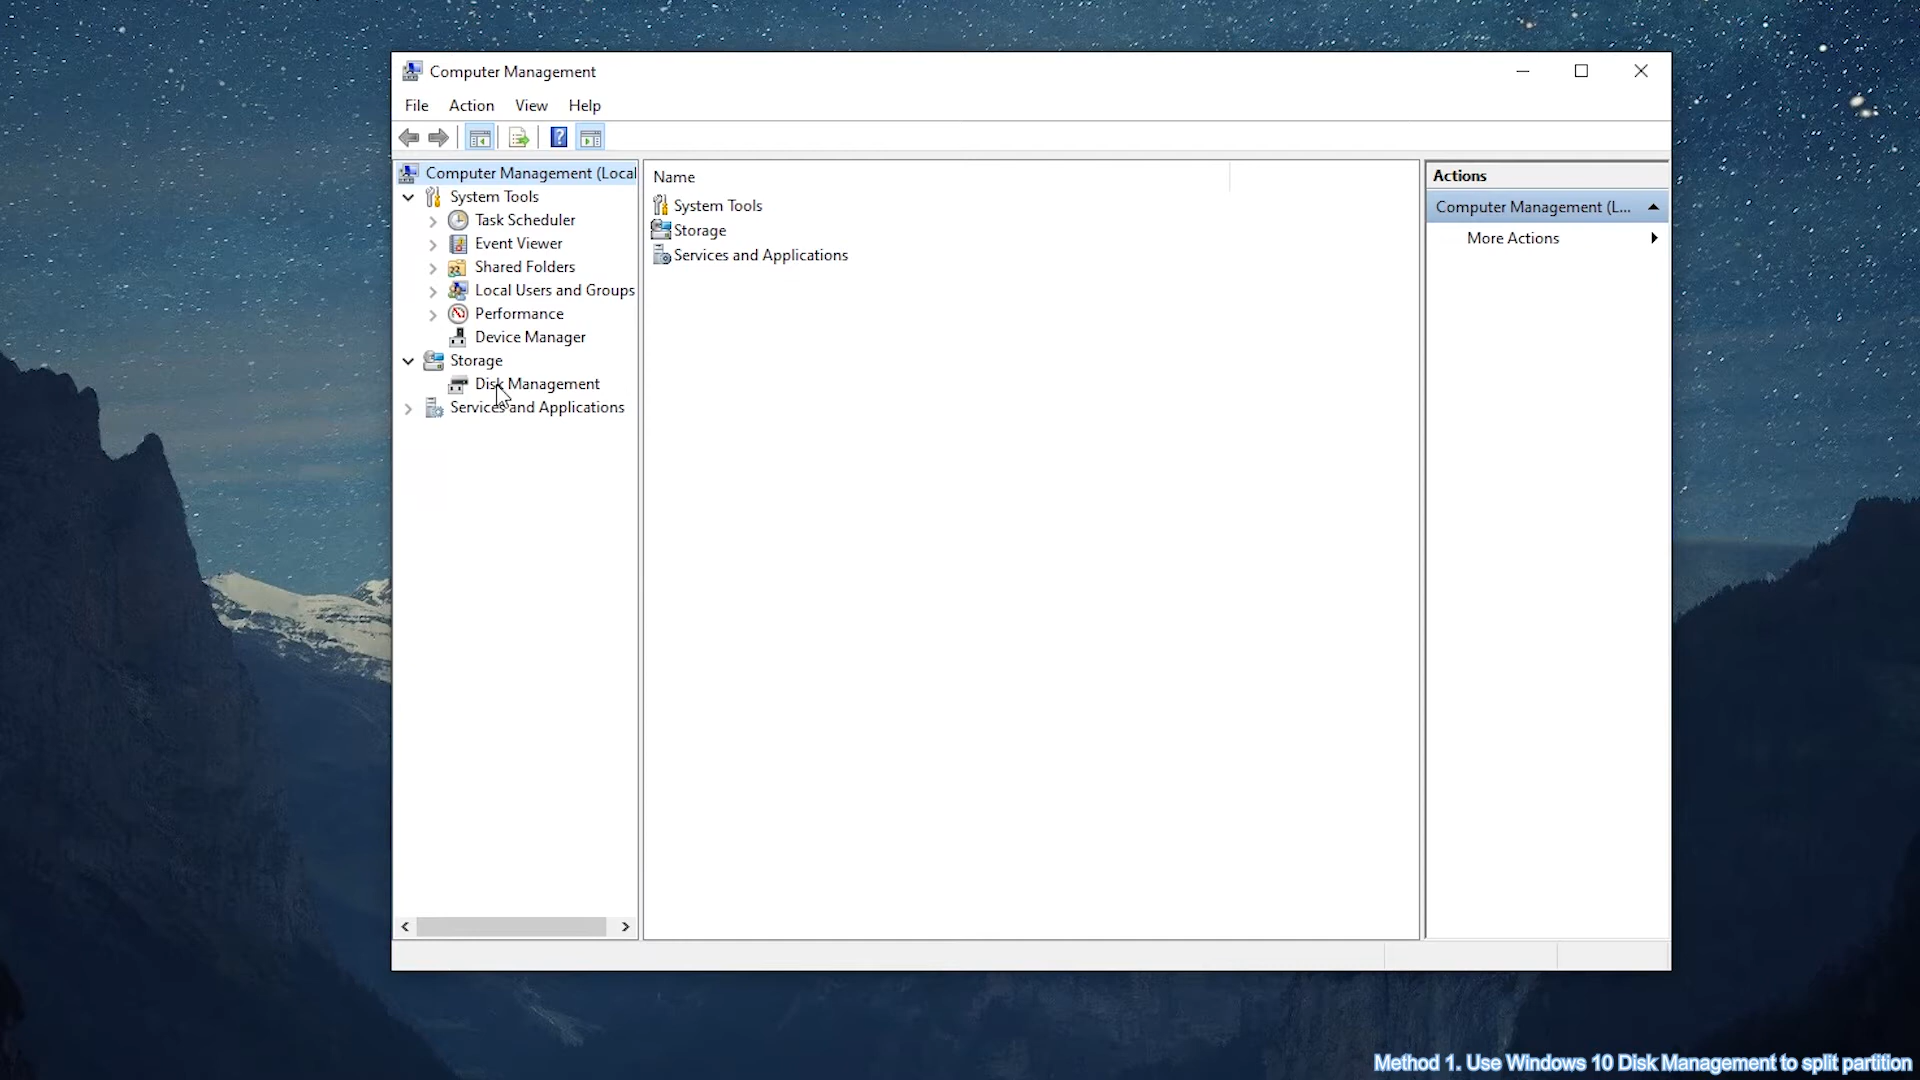 Computer Management
File Action View Help
Computer Management (Local
System Tools
Task Scheduler
Event Viewer
Shared Folders
Local Users and Groups
Performance
Device Manager
Storage
Disk Management
Services and Applications
Name
System Tools
Storage
Services and Applications
Actions
Computer Management (L...
More Actions
Method 1. Use Windows 10 Disk Management to split partition